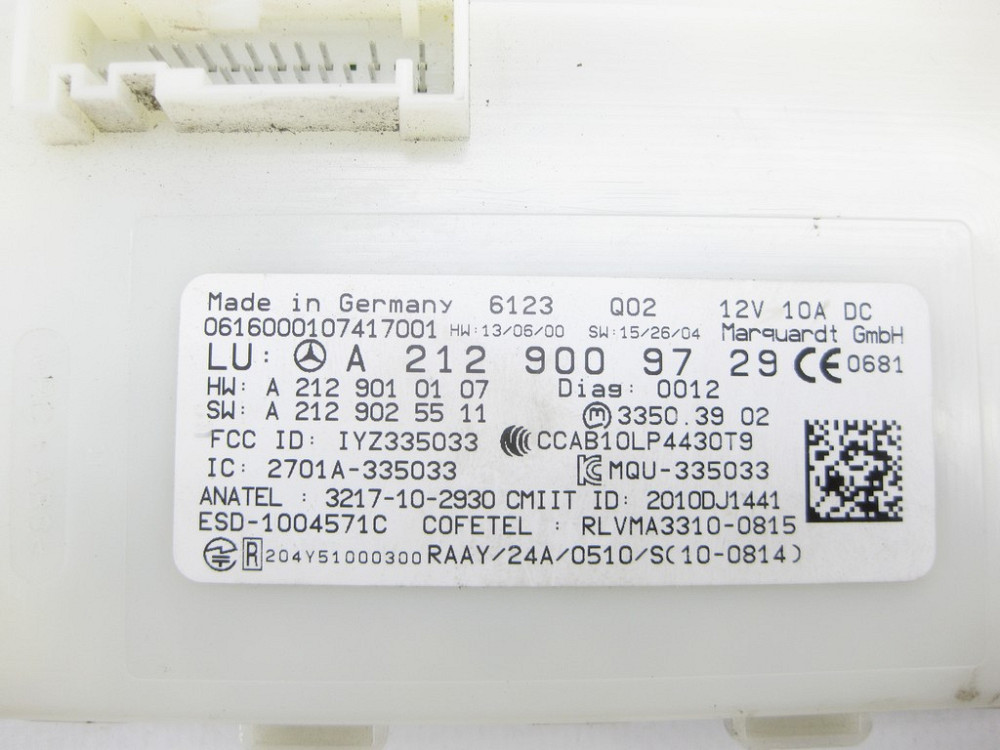 Made in Germany 6123 Q02 12V 10A DC
0616000107417001 HW:13/06/00 SW:15/26/04 Marquardt GmbH
LU: A 212 900 97 29 CE 0681
HW: A 212 901 01 07 Diag: 0012
SW: A 212 902 55 11 M 3350.3902
FCC ID: IYZ335033 CCAB10LP4430T9
IC: 2701A-335033 MQU-335033
ANATEL : 3217-10-2930 CMIIT ID: 2010DJ1441
ESD-1004571C COFETEL : RLVMA3310-0815
R 204Y51000300 RAAY/24A/0510/S(10-0814)